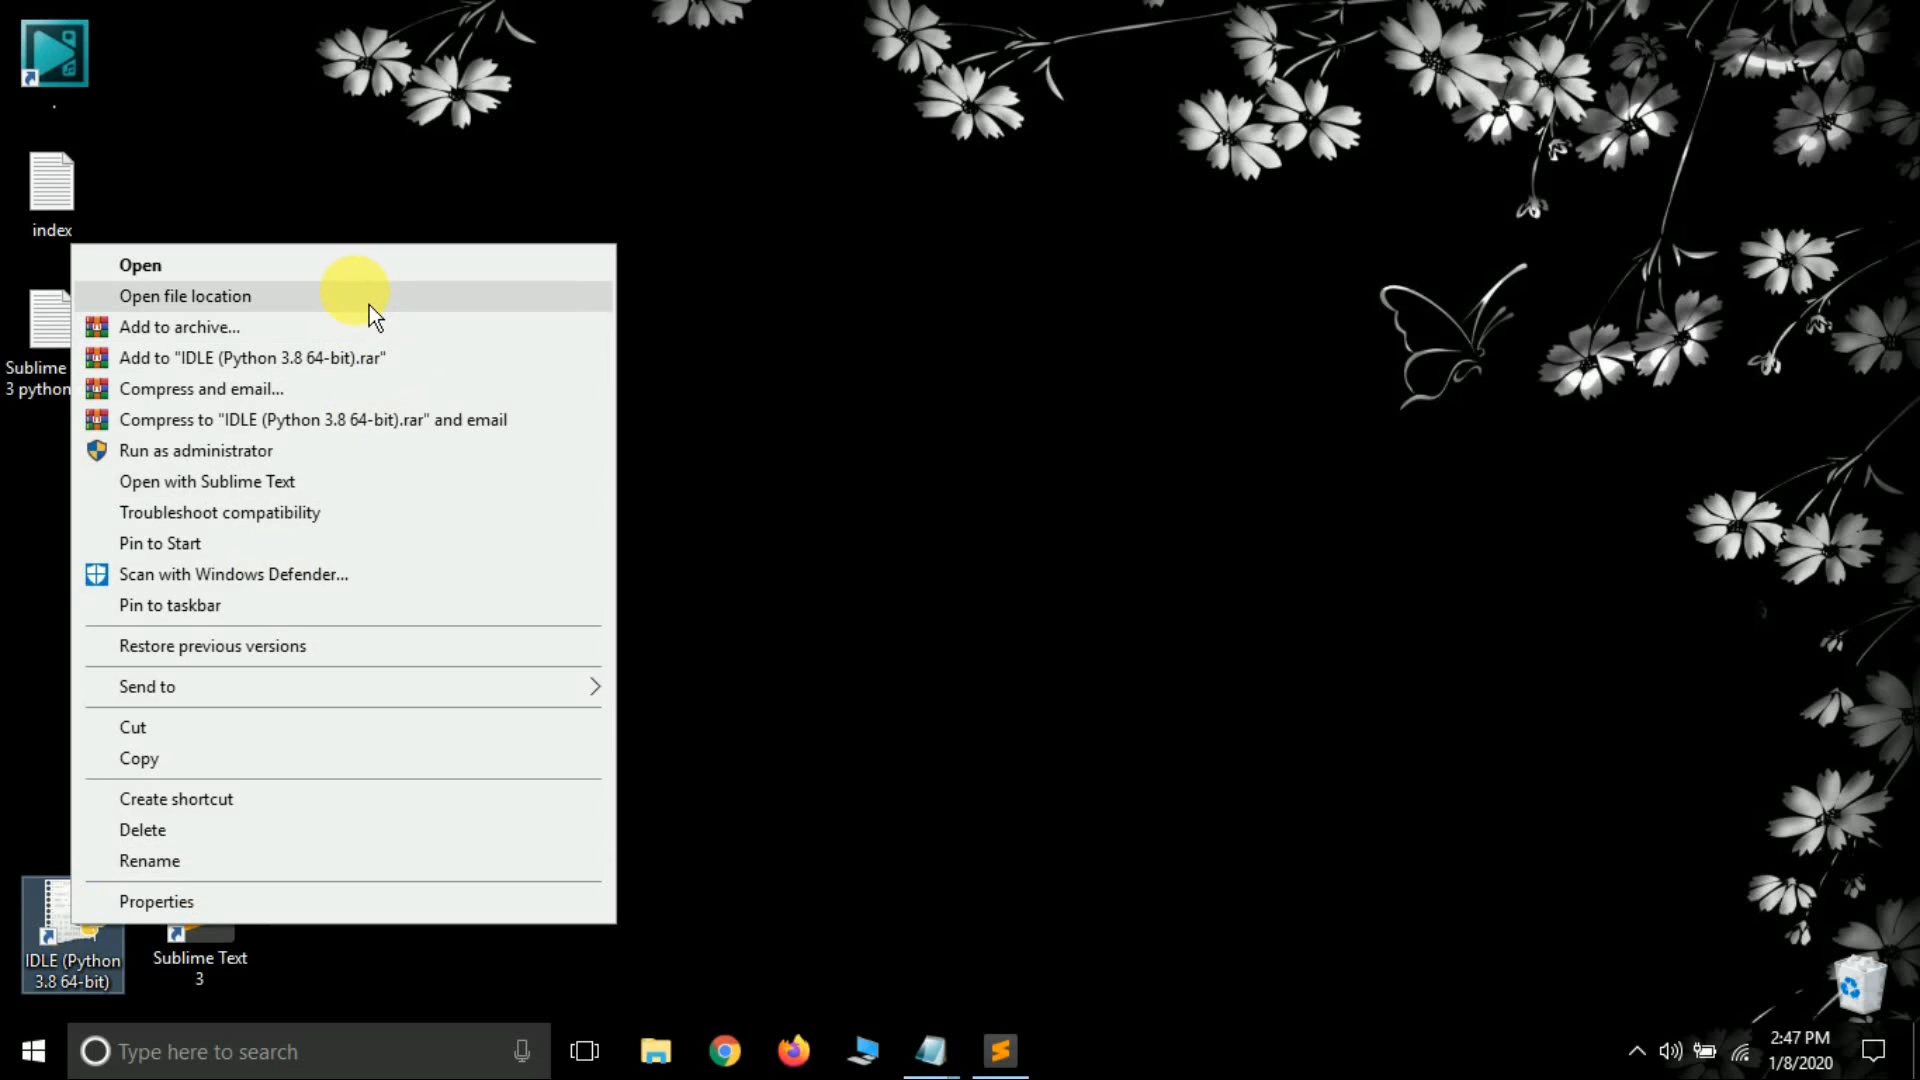 .
index
Sublime
3 python
Open
Open file location
Add to archive...
Add to "IDLE (Python 3.8 64-bit).rar"
Compress and email...
Compress to "IDLE (Python 3.8 64-bit).rar" and email
Run as administrator
Open with Sublime Text
Troubleshoot compatibility
Pin to Start
Scan with Windows Defender...
Pin to taskbar
Restore previous versions
Send to
Cut
Copy
Create shortcut
Delete
Rename
Properties
IDLE (Python
3.8 64-bit)
Sublime Text
3
Type here to search
2:47 PM
1/8/2020